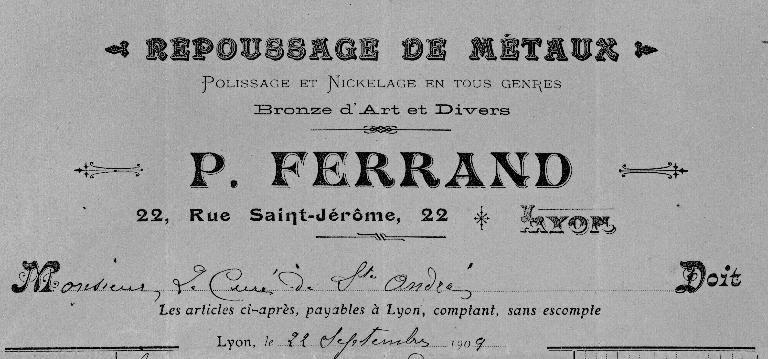 REPOUSSAGE DE MÉTAUX
POLISSAGE ET NICKELAGE EN TOUS GENRES
Bronze d'Art et Divers
P. FERRAND
22, Rue Saint-Jérôme, 22 LYON
Monsieur, Le Curé de Ste André, Doit
Les articles ci-après, payables à Lyon, comptant, sans escompte
Lyon, le 22 Septembre 1909